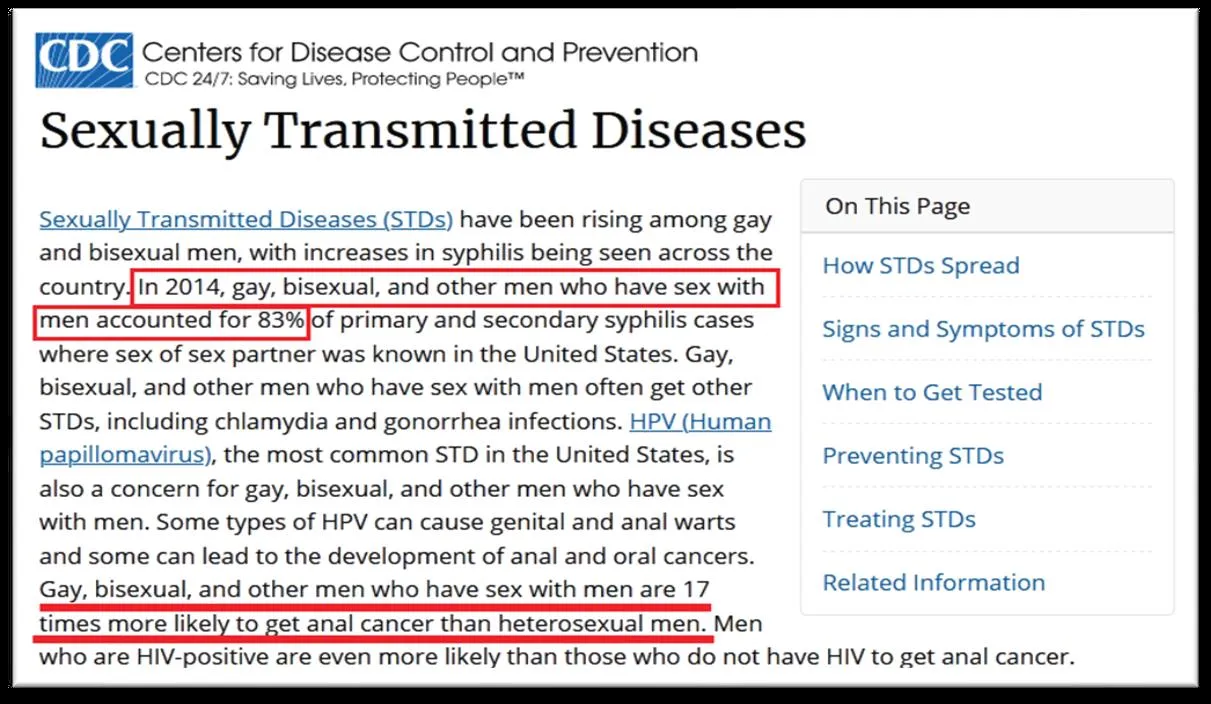 CDC Centers for Disease Control and Prevention
CDC 24/7: Saving Lives, Protecting People™
Sexually Transmitted Diseases
Sexually Transmitted Diseases (STDs) have been rising among gay
and bisexual men, with increases in syphilis being seen across the
country. In 2014, gay, bisexual, and other men who have sex with
men accounted for 83% of primary and secondary syphilis cases
where sex of sex partner was known in the United States. Gay,
bisexual, and other men who have sex with men often get other
STDs, including chlamydia and gonorrhea infections. HPV (Human
papillomavirus), the most common STD in the United States, is
also a concern for gay, bisexual, and other men who have sex
with men. Some types of HPV can cause genital and anal warts
and some can lead to the development of anal and oral cancers.
Gay, bisexual, and other men who have sex with men are 17
times more likely to get anal cancer than heterosexual men. Men
who are HIV-positive are even more likely than those who do not have HIV to get anal cancer.
On This Page
How STDs Spread
Signs and Symptoms of STDs
When to Get Tested
Preventing STDs
Treating STDs
Related Information